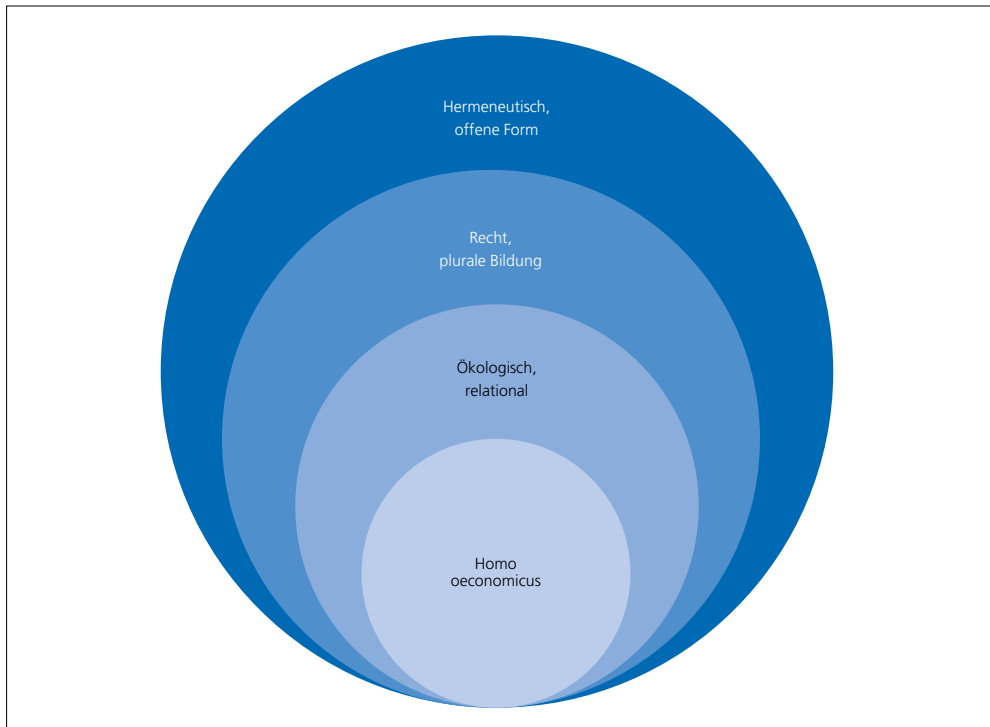 Hermeneutisch,
offene Form
Recht,
plurale Bildung
Ökologisch,
relational
Homo
oeconomicus